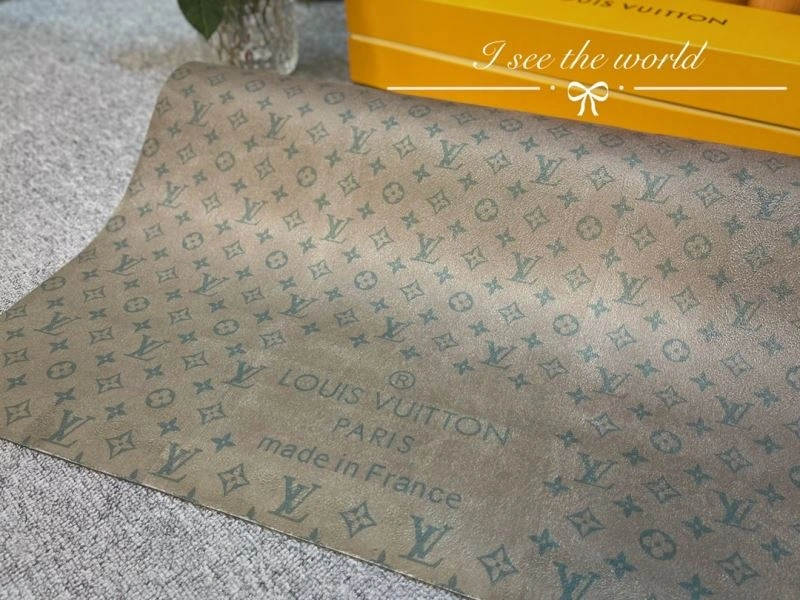 LOUIS VUITTON
I see the world
®
LOUIS VUITTON
PARIS
made in France